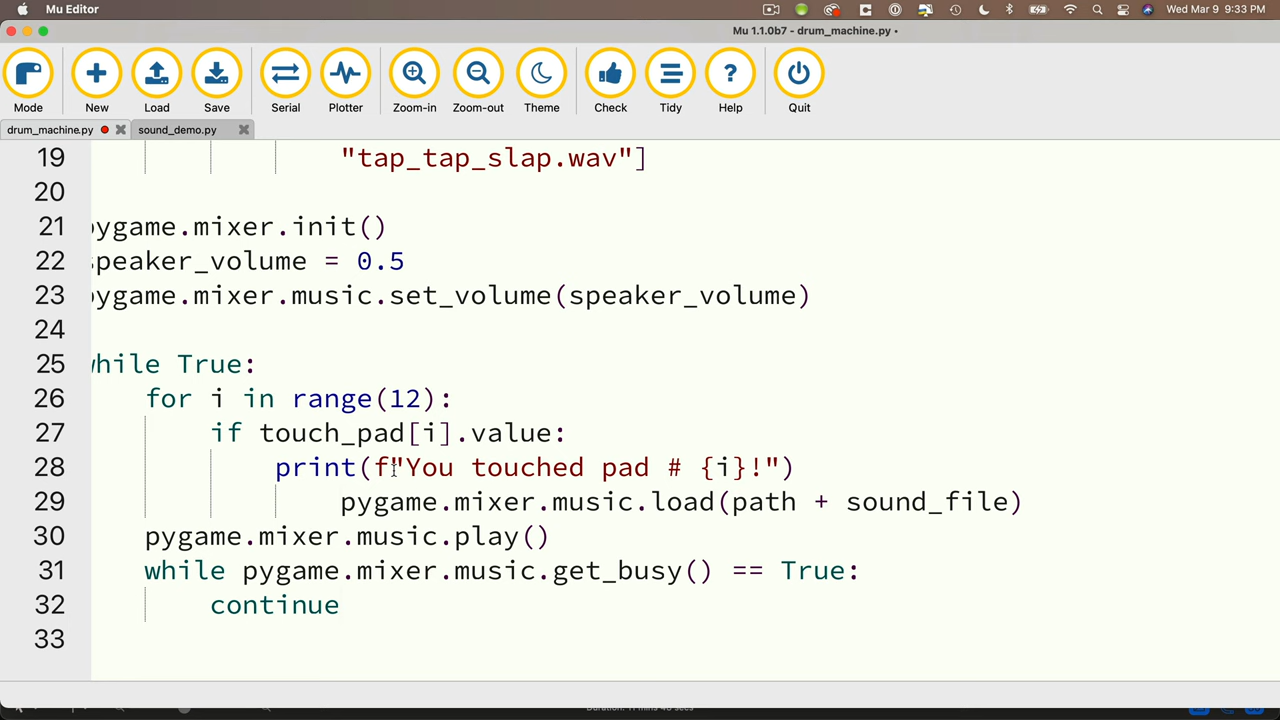 Mu Editor
Wed Mar 9 9:33 PM
Mu 1.1.0b7 - drum_machine.py •
Mode New Load Save Serial Plotter Zoom-in Zoom-out Theme Check Tidy Help Quit
drum_machine.py sound_demo.py
19 "tap_tap_slap.wav"]
20
21 pygame.mixer.init()
22 speaker_volume = 0.5
23 pygame.mixer.music.set_volume(speaker_volume)
24
25 while True:
26 for i in range(12):
27 if touch_pad[i].value:
28 print(f"You touched pad # {i}!")
29 pygame.mixer.music.load(path + sound_file)
30 pygame.mixer.music.play()
31 while pygame.mixer.music.get_busy() == True:
32 continue
33